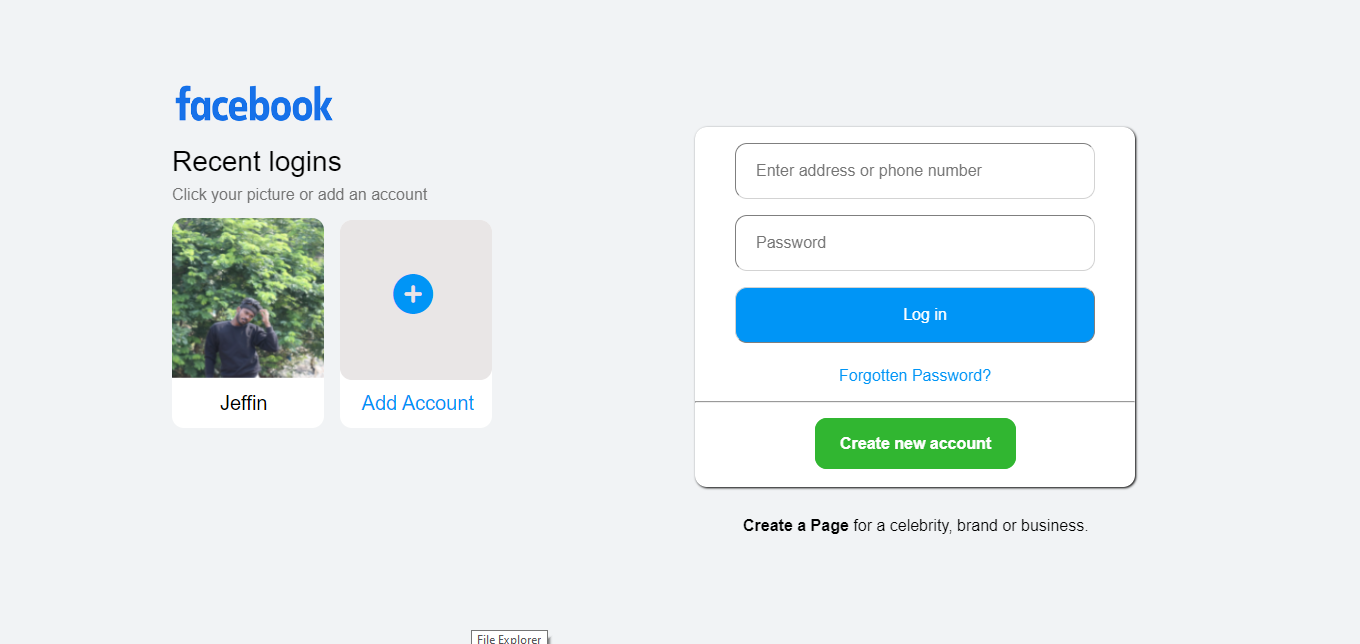 facebook
Recent logins
Click your picture or add an account
Jeffin
Add Account
Enter address or phone number
Password
Log in
Forgotten Password?
Create new account
Create a Page for a celebrity, brand or business.
File Explorer